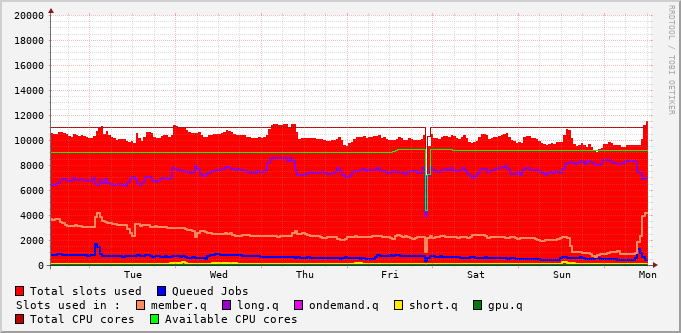 20000
18000
16000
14000
12000
10000
8000
6000
4000
2000
0
Tue Wed Thu Fri Sat Sun Mon
Total slots used Queued Jobs
Slots used in : member.q long.q ondemand.q short.q gpu.q
Total CPU cores Available CPU cores
RRDTOOL / TOBI OETIKER